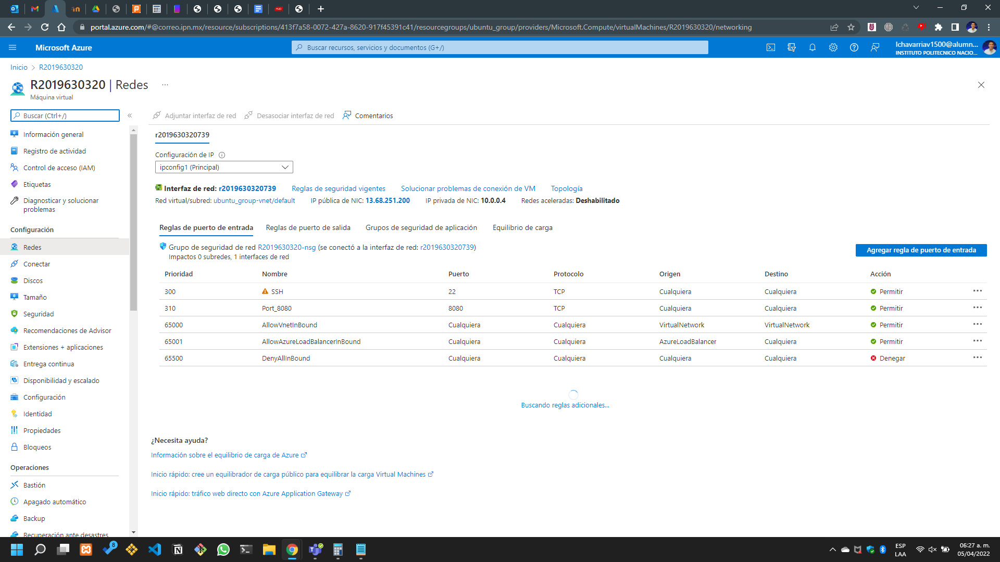 portal.azure.com/#@correo.ipn.mx/resource/subscriptions/413f7a58-0072-427a-8620-917f45391c41/resourcegroups/ubuntu_group/providers/Microsoft.Compute/virtualMachines/R2019630320/networking
Microsoft Azure
Buscar recursos, servicios y documentos (G+/)
lchavarriav1500@alumn...
INSTITUTO POLITECNICO NACIO...
Inicio > R2019630320
R2019630320 | Redes ...
Máquina virtual
Buscar (Ctrl+/)
«
Adjuntar interfaz de red
Desasociar interfaz de red
Comentarios
Información general
Registro de actividad
Control de acceso (IAM)
Etiquetas
Diagnosticar y solucionar
problemas
Configuración
Redes
Conectar
Discos
Tamaño
Seguridad
Recomendaciones de Advisor
Extensiones + aplicaciones
Entrega continua
Disponibilidad y escalado
Configuración
Identidad
Propiedades
Bloqueos
Operaciones
Bastión
Apagado automático
Backup
Recuperación ante desastres
r2019630320739
Configuración de IP
ipconfig1 (Principal)
Interfaz de red: r2019630320739 Reglas de seguridad vigentes Solucionar problemas de conexión de VM Topología
Red virtual/subred: ubuntu_group-vnet/default IP pública de NIC: 13.68.251.200 IP privada de NIC: 10.0.0.4 Redes aceleradas: Deshabilitado
Reglas de puerto de entrada Reglas de puerto de salida Grupos de seguridad de aplicación Equilibrio de carga
Grupo de seguridad de red R2019630320-nsg (se conectó a la interfaz de red: r2019630320739)
Impactos 0 subredes, 1 interfaces de red
Agregar regla de puerto de entrada
Prioridad Nombre Puerto Protocolo Origen Destino Acción
300 SSH 22 TCP Cualquiera Cualquiera Permitir ...
310 Port_8080 8080 TCP Cualquiera Cualquiera Permitir ...
65000 AllowVnetInBound Cualquiera Cualquiera VirtualNetwork VirtualNetwork Permitir ...
65001 AllowAzureLoadBalancerInBound Cualquiera Cualquiera AzureLoadBalancer Cualquiera Permitir ...
65500 DenyAllInBound Cualquiera Cualquiera Cualquiera Cualquiera Denegar ...
Buscando reglas adicionales...
¿Necesita ayuda?
Información sobre el equilibrio de carga de Azure
Inicio rápido: cree un equilibrador de carga público para equilibrar la carga Virtual Machines
Inicio rápido: tráfico web directo con Azure Application Gateway
8
ESP
LAA
06:27 a. m.
05/04/2022